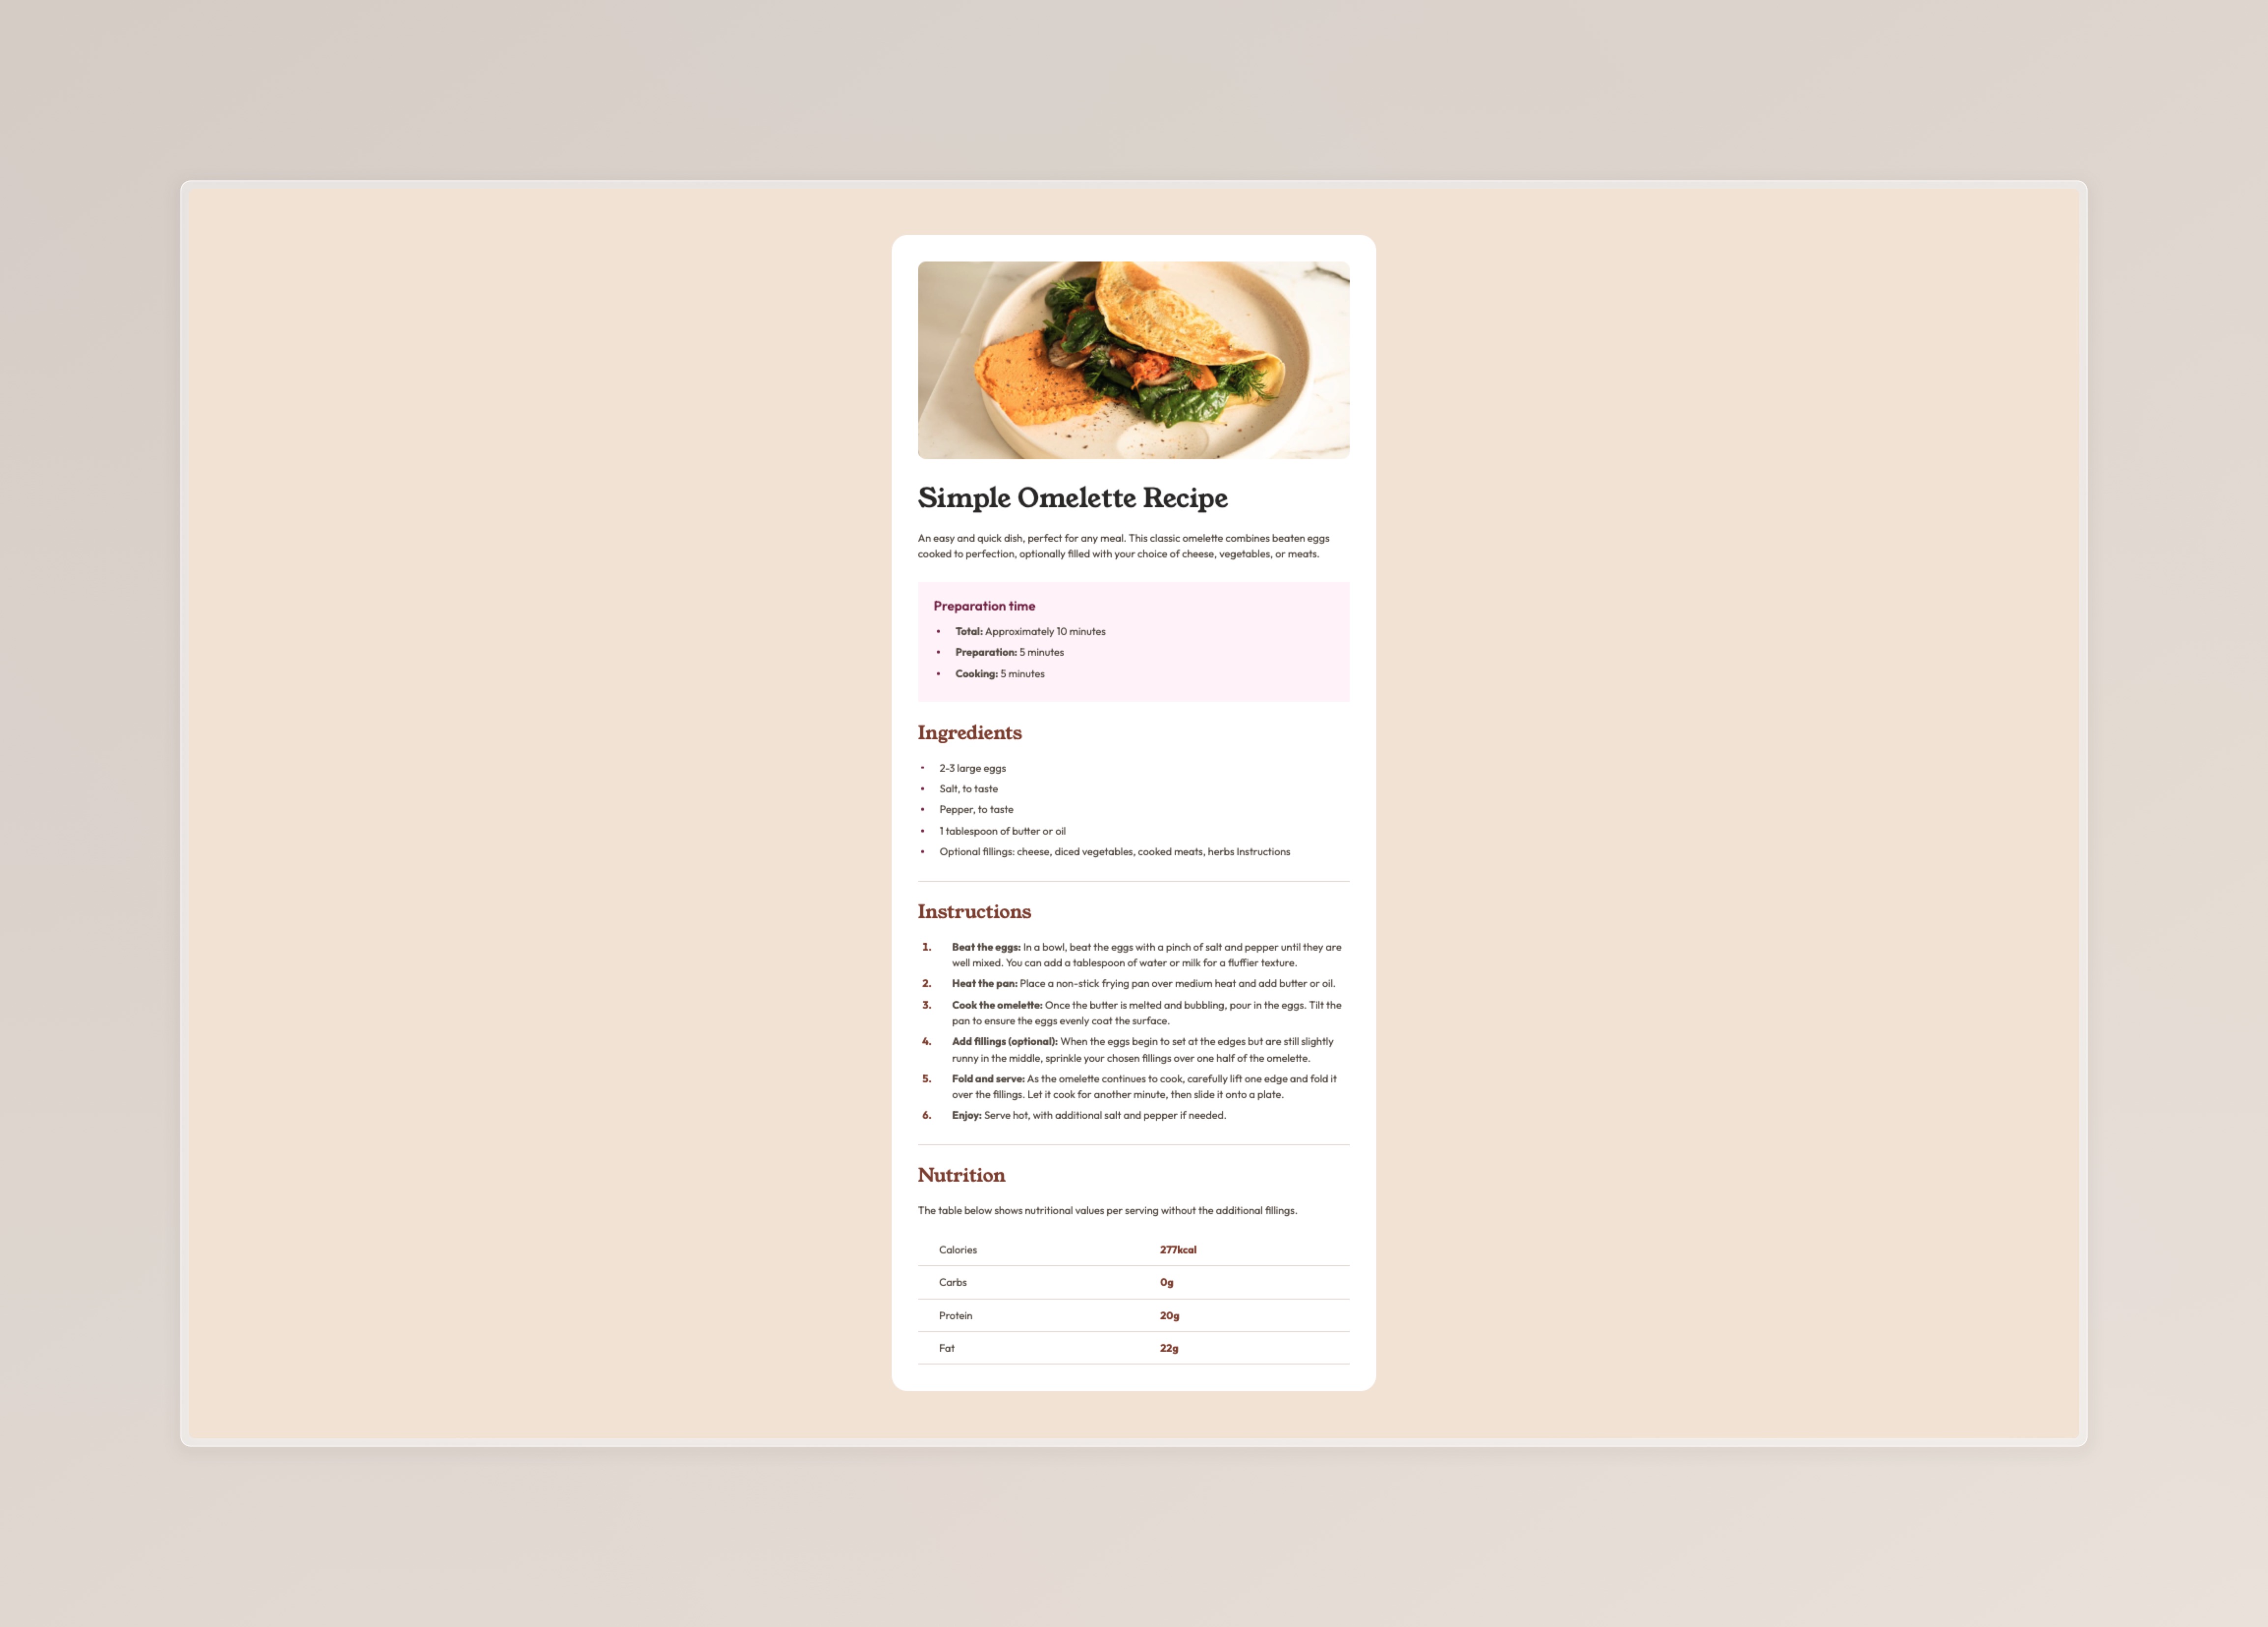 Simple Omelette Recipe
An easy and quick dish, perfect for any meal. This classic omelette combines beaten eggs
cooked to perfection, optionally filled with your choice of cheese, vegetables, or meats.
Preparation time
• Total: Approximately 10 minutes
• Preparation: 5 minutes
• Cooking: 5 minutes
Ingredients
• 2-3 large eggs
• Salt, to taste
• Pepper, to taste
• 1 tablespoon of butter or oil
• Optional fillings: cheese, diced vegetables, cooked meats, herbs Instructions
Instructions
1. Beat the eggs: In a bowl, beat the eggs with a pinch of salt and pepper until they are
well mixed. You can add a tablespoon of water or milk for a fluffier texture.
2. Heat the pan: Place a non-stick frying pan over medium heat and add butter or oil.
3. Cook the omelette: Once the butter is melted and bubbling, pour in the eggs. Tilt the
pan to ensure the eggs evenly coat the surface.
4. Add fillings (optional): When the eggs begin to set at the edges but are still slightly
runny in the middle, sprinkle your chosen fillings over one half of the omelette.
5. Fold and serve: As the omelette continues to cook, carefully lift one edge and fold it
over the fillings. Let it cook for another minute, then slide it onto a plate.
6. Enjoy: Serve hot, with additional salt and pepper if needed.
Nutrition
The table below shows nutritional values per serving without the additional fillings.
Calories 277kcal
Carbs 0g
Protein 20g
Fat 22g